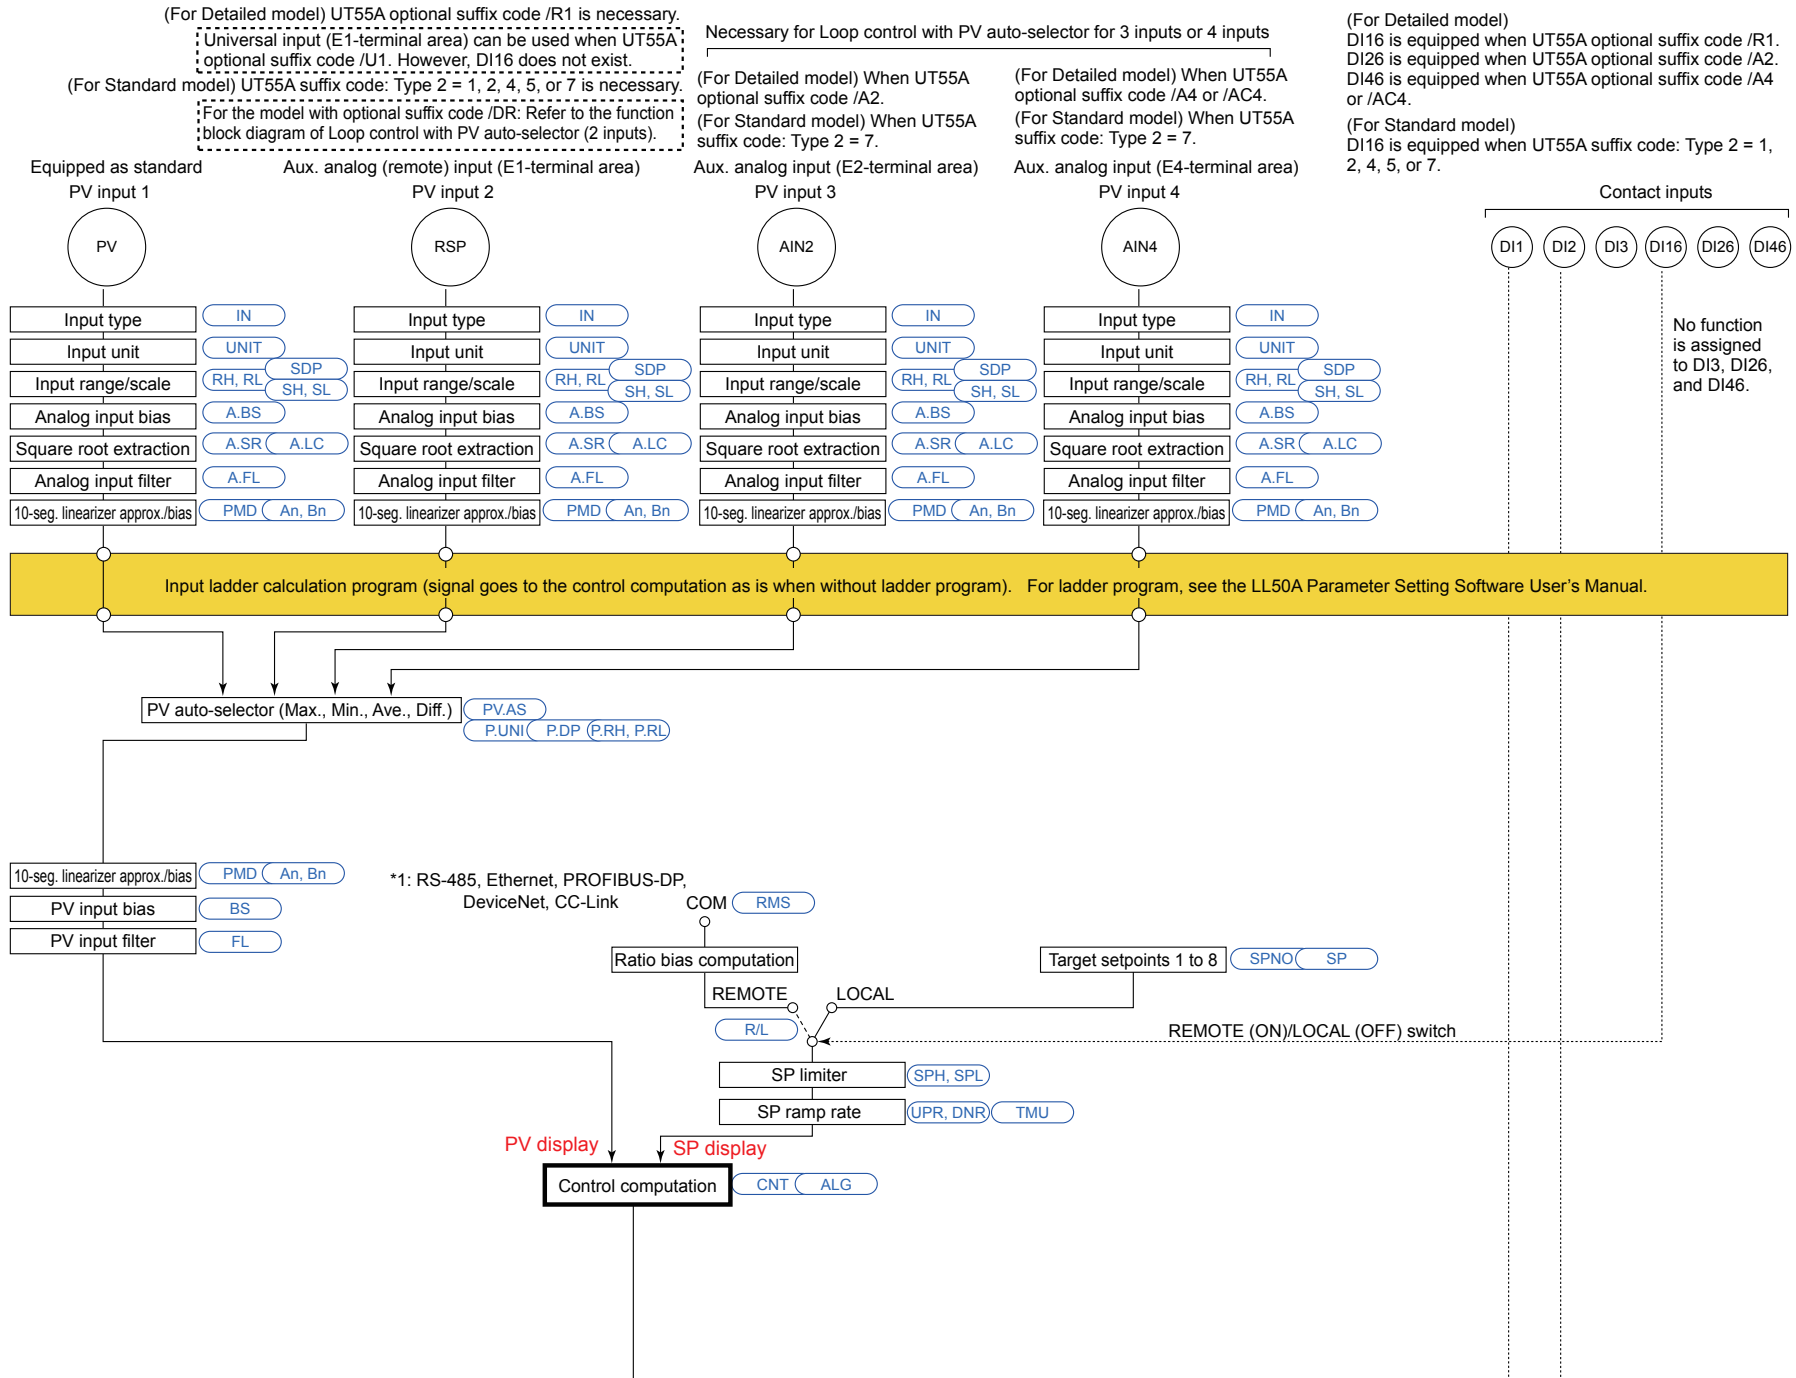 (For Detailed model) UT55A optional suffix code /R1 is necessary.
Universal input (E1-terminal area) can be used when UT55A
optional suffix code /U1. However, DI16 does not exist.
(For Standard model) UT55A suffix code: Type 2 = 1, 2, 4, 5, or 7 is necessary.
For the model with optional suffix code /DR: Refer to the function
block diagram of Loop control with PV auto-selector (2 inputs).
Necessary for Loop control with PV auto-selector for 3 inputs or 4 inputs
(For Detailed model) When UT55A
optional suffix code /A2.
(For Standard model) When UT55A
suffix code: Type 2 = 7.
(For Detailed model) When UT55A
optional suffix code /A4 or /AC4.
(For Standard model) When UT55A
suffix code: Type 2 = 7.
(For Detailed model)
DI16 is equipped when UT55A optional suffix code /R1.
DI26 is equipped when UT55A optional suffix code /A2.
DI46 is equipped when UT55A optional suffix code /A4
or /AC4.
(For Standard model)
DI16 is equipped when UT55A suffix code: Type 2 = 1,
2, 4, 5, or 7.
Equipped as standard
PV input 1
PV
Aux. analog (remote) input (E1-terminal area)
PV input 2
RSP
Aux. analog input (E2-terminal area)
PV input 3
AIN2
Aux. analog input (E4-terminal area)
PV input 4
AIN4
Contact inputs
DI1 DI2 DI3 DI16 DI26 DI46
No function
is assigned
to DI3, DI26,
and DI46.
Input type IN
Input unit UNIT
Input range/scale RH, RL SDP SH, SL
Analog input bias A.BS
Square root extraction A.SR A.LC
Analog input filter A.FL
10-seg. linearizer approx./bias PMD An, Bn
Input type IN
Input unit UNIT
Input range/scale RH, RL SDP SH, SL
Analog input bias A.BS
Square root extraction A.SR A.LC
Analog input filter A.FL
10-seg. linearizer approx./bias PMD An, Bn
Input type IN
Input unit UNIT
Input range/scale RH, RL SDP SH, SL
Analog input bias A.BS
Square root extraction A.SR A.LC
Analog input filter A.FL
10-seg. linearizer approx./bias PMD An, Bn
Input type IN
Input unit UNIT
Input range/scale RH, RL SDP SH, SL
Analog input bias A.BS
Square root extraction A.SR A.LC
Analog input filter A.FL
10-seg. linearizer approx./bias PMD An, Bn
Input ladder calculation program (signal goes to the control computation as is when without ladder program). For ladder program, see the LL50A Parameter Setting Software User's Manual.
PV auto-selector (Max., Min., Ave., Diff.) PV.AS
P.UNI P.DP P.RH, P.RL
10-seg. linearizer approx./bias PMD An, Bn
PV input bias BS
PV input filter FL
*1: RS-485, Ethernet, PROFIBUS-DP,
DeviceNet, CC-Link
COM RMS
Ratio bias computation
Target setpoints 1 to 8 SPNO SP
REMOTE LOCAL
R/L
REMOTE (ON)/LOCAL (OFF) switch
SP limiter SPH, SPL
SP ramp rate UPR, DNR TMU
PV display SP display
Control computation CNT ALG